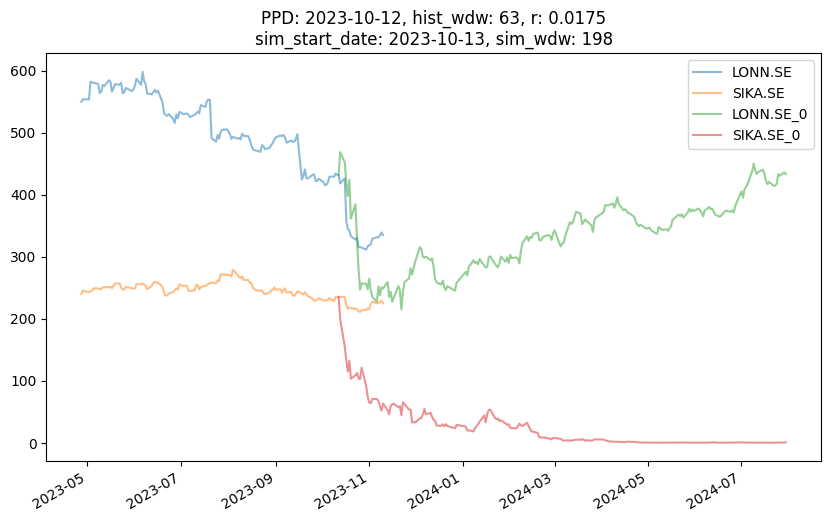 PPD: 2023-10-12, hist_wdw: 63, r: 0.0175
sim_start_date: 2023-10-13, sim_wdw: 198
LONN.SE
SIKA.SE
LONN.SE_0
SIKA.SE_0
600
500
400
300
200
100
0
2023-05
2023-07
2023-09
2023-11
2024-01
2024-03
2024-05
2024-07